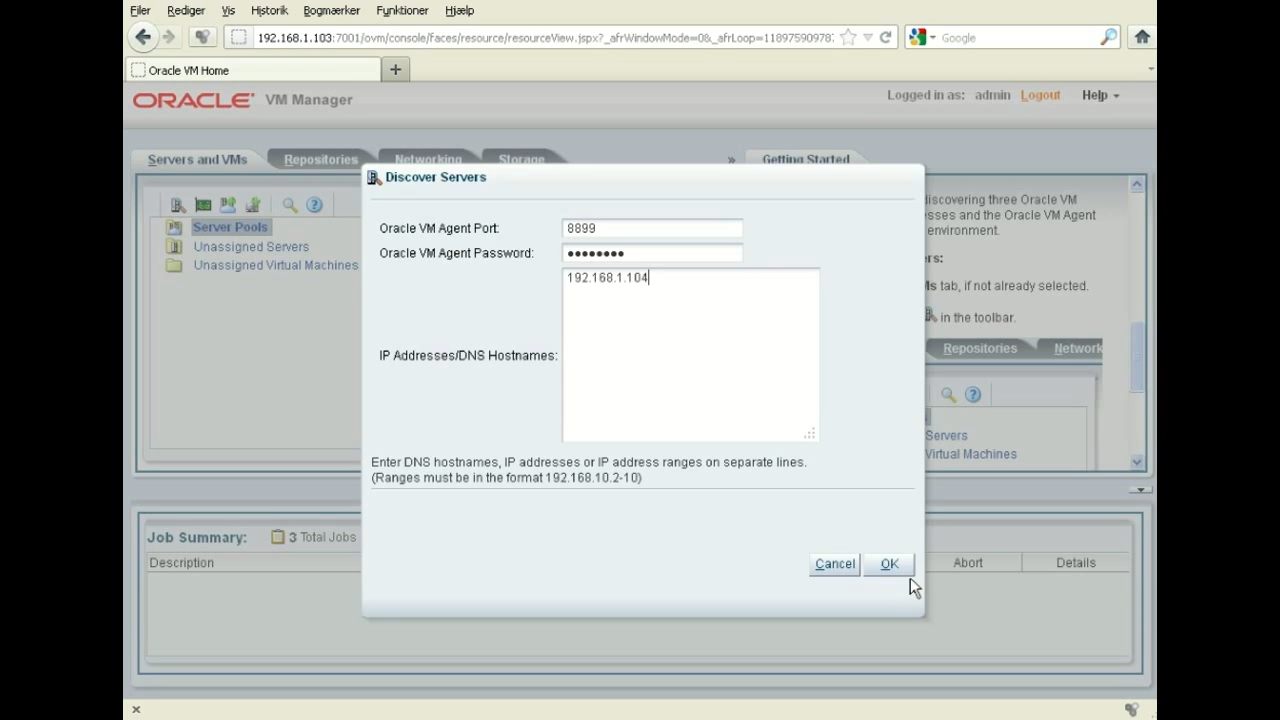 Filer Rediger Vis Historik Bogmærker Funktioner Hjælp
192.168.1.103:7001/ovm/console/faces/resource/resourceView.jspx?_afrWindowMode=0&_afrLoop=11897590978 Google
Oracle VM Home
ORACLE VM Manager Logged in as: admin Logout Help
Servers and VMs Repositories Networking Storage » Getting Started
Discover Servers
Oracle VM Agent Port: 8899
Oracle VM Agent Password: ••••••••
192.168.1.104
IP Addresses/DNS Hostnames:
Enter DNS hostnames, IP addresses or IP address ranges on separate lines.
(Ranges must be in the format 192.168.10.2-10)
Cancel OK
Server Pools
Unassigned Servers
Unassigned Virtual Machines
discovering three Oracle VM
esses and the Oracle VM Agent
environment.
ers:
Ms tab, if not already selected.
in the toolbar.
Repositories Network
Servers
Virtual Machines
Job Summary: 3 Total Jobs
Description Abort Details